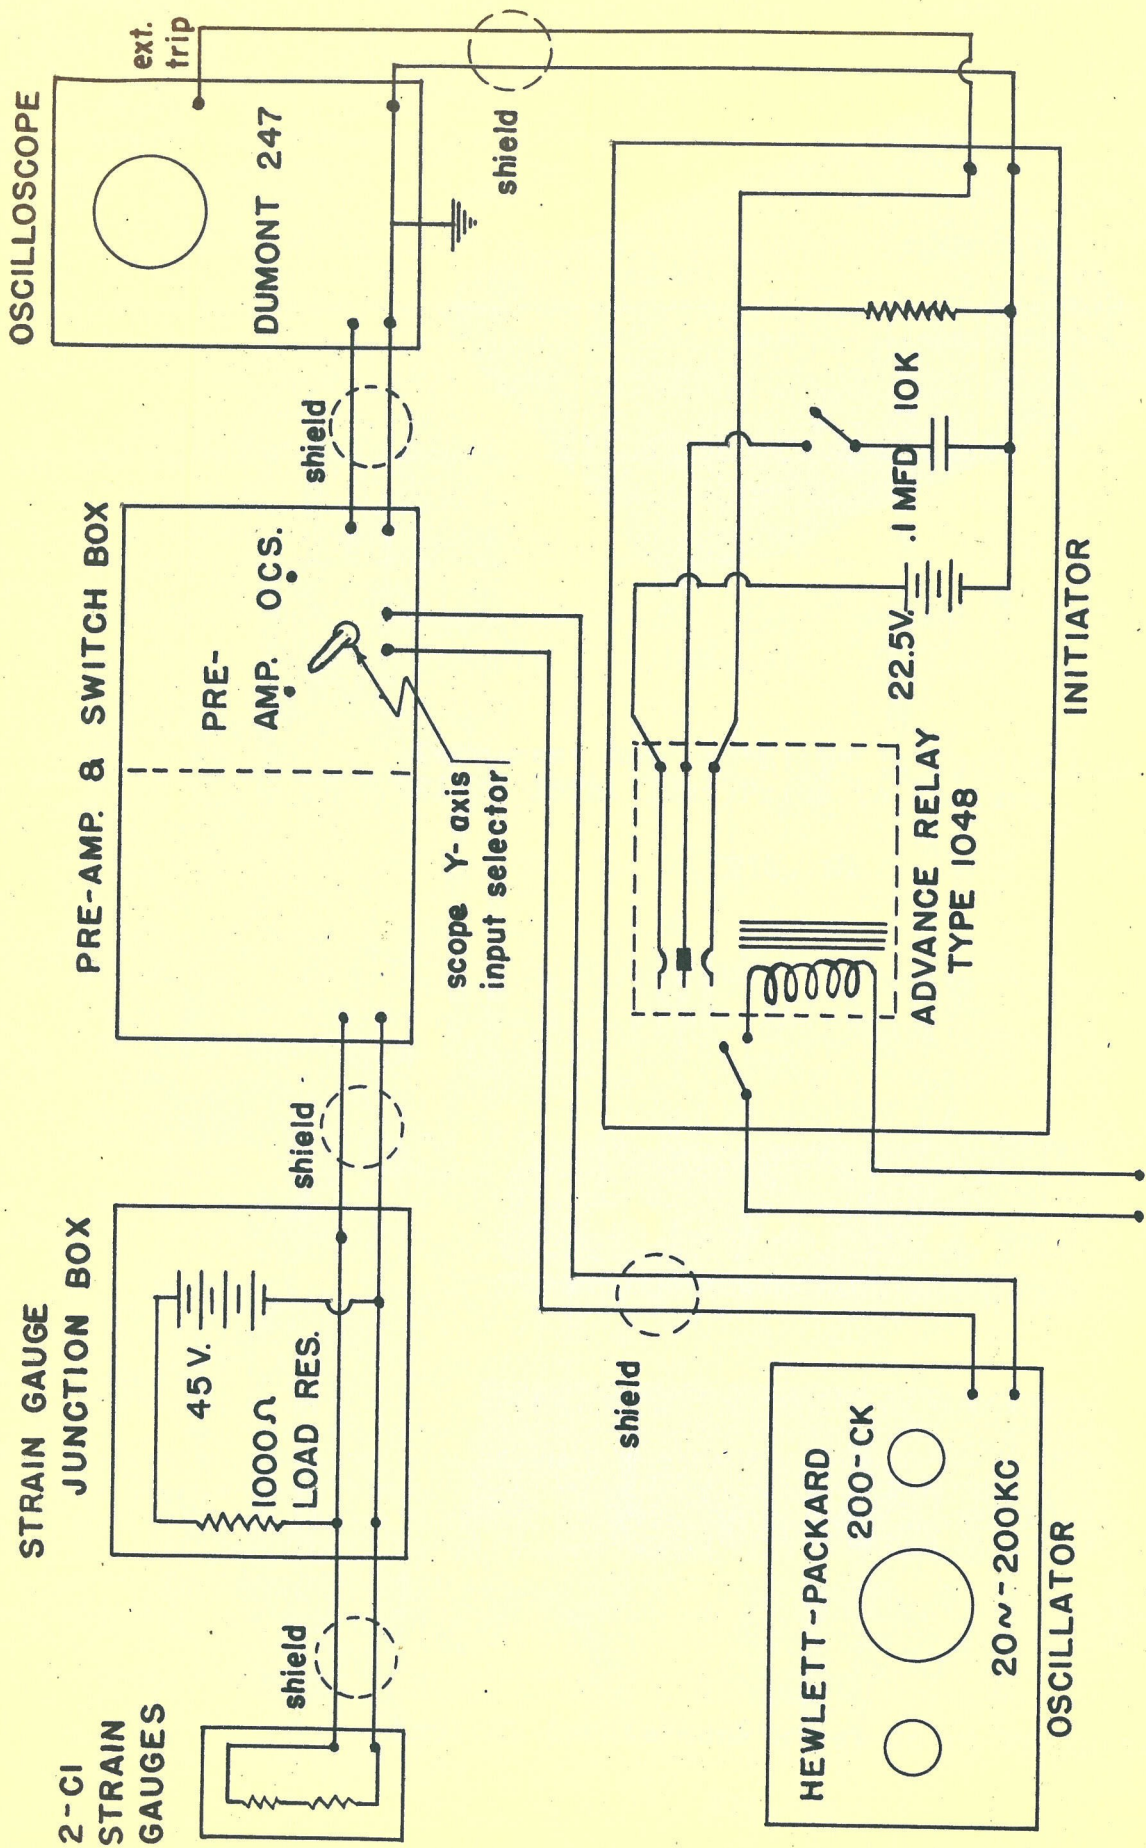 2-C1
STRAIN
GAUGES
shield
STRAIN GAUGE
JUNCTION BOX
45 V.
1000Ω
LOAD RES.
shield
PRE-AMP. & SWITCH BOX
PRE-
AMP. OCS.
scope Y-axis
input selector
shield
OSCILLOSCOPE
DUMONT 247
ext.
trip
shield
shield
HEWLETT-PACKARD
200-CK
20~-200KC
OSCILLATOR
ADVANCE RELAY
TYPE 1048
22.5V.
.1 MFD
10K
INITIATOR